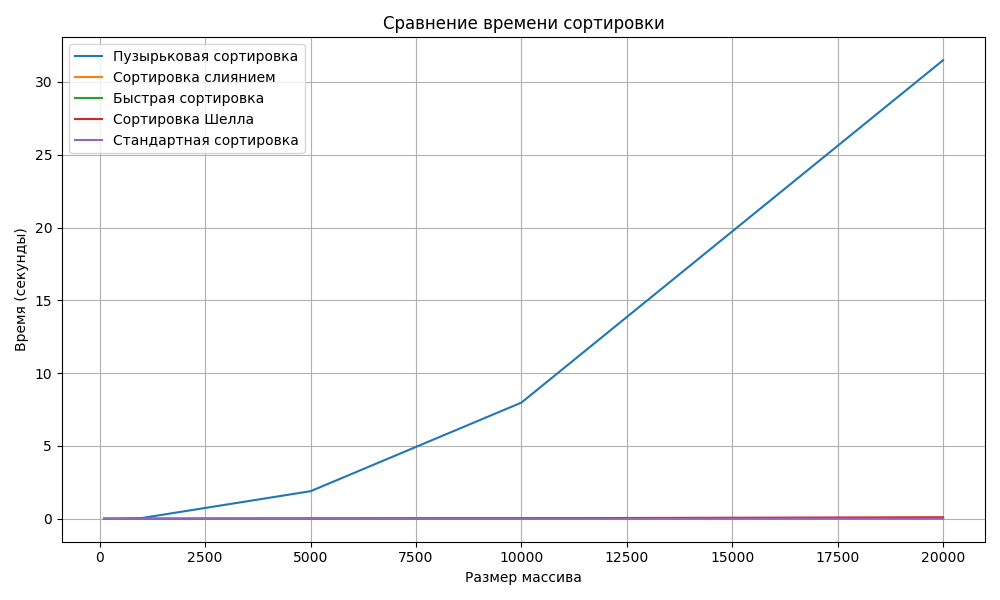 Сравнение времени сортировки
Пузырьковая сортировка
Сортировка слиянием
Быстрая сортировка
Сортировка Шелла
Стандартная сортировка
Время (секунды)
30
25
20
15
10
5
0
0 2500 5000 7500 10000 12500 15000 17500 20000
Размер массива